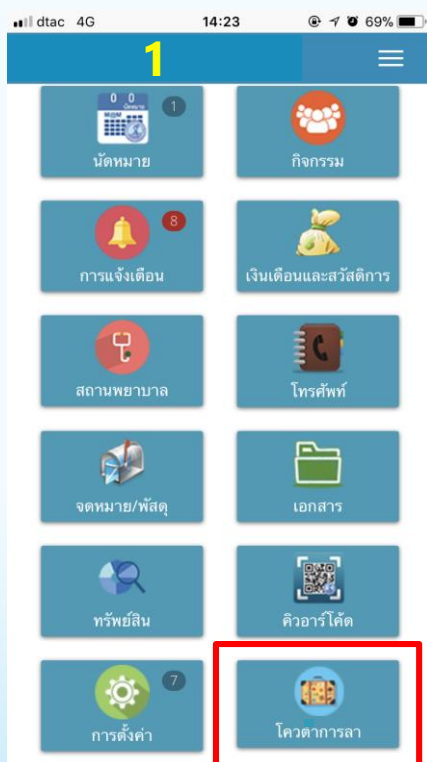 dtac 4G 14:23 69%
1
0 0
1
นัดหมาย
กิจกรรม
8
การแจ้งเตือน
เงินเดือนและสวัสดิการ
สถานพยาบาล
โทรศัพท์
จดหมาย/พัสดุ
เอกสาร
ทรัพย์สิน
คิวอาร์โค้ด
7
การตั้งค่า
โควต้าการลา